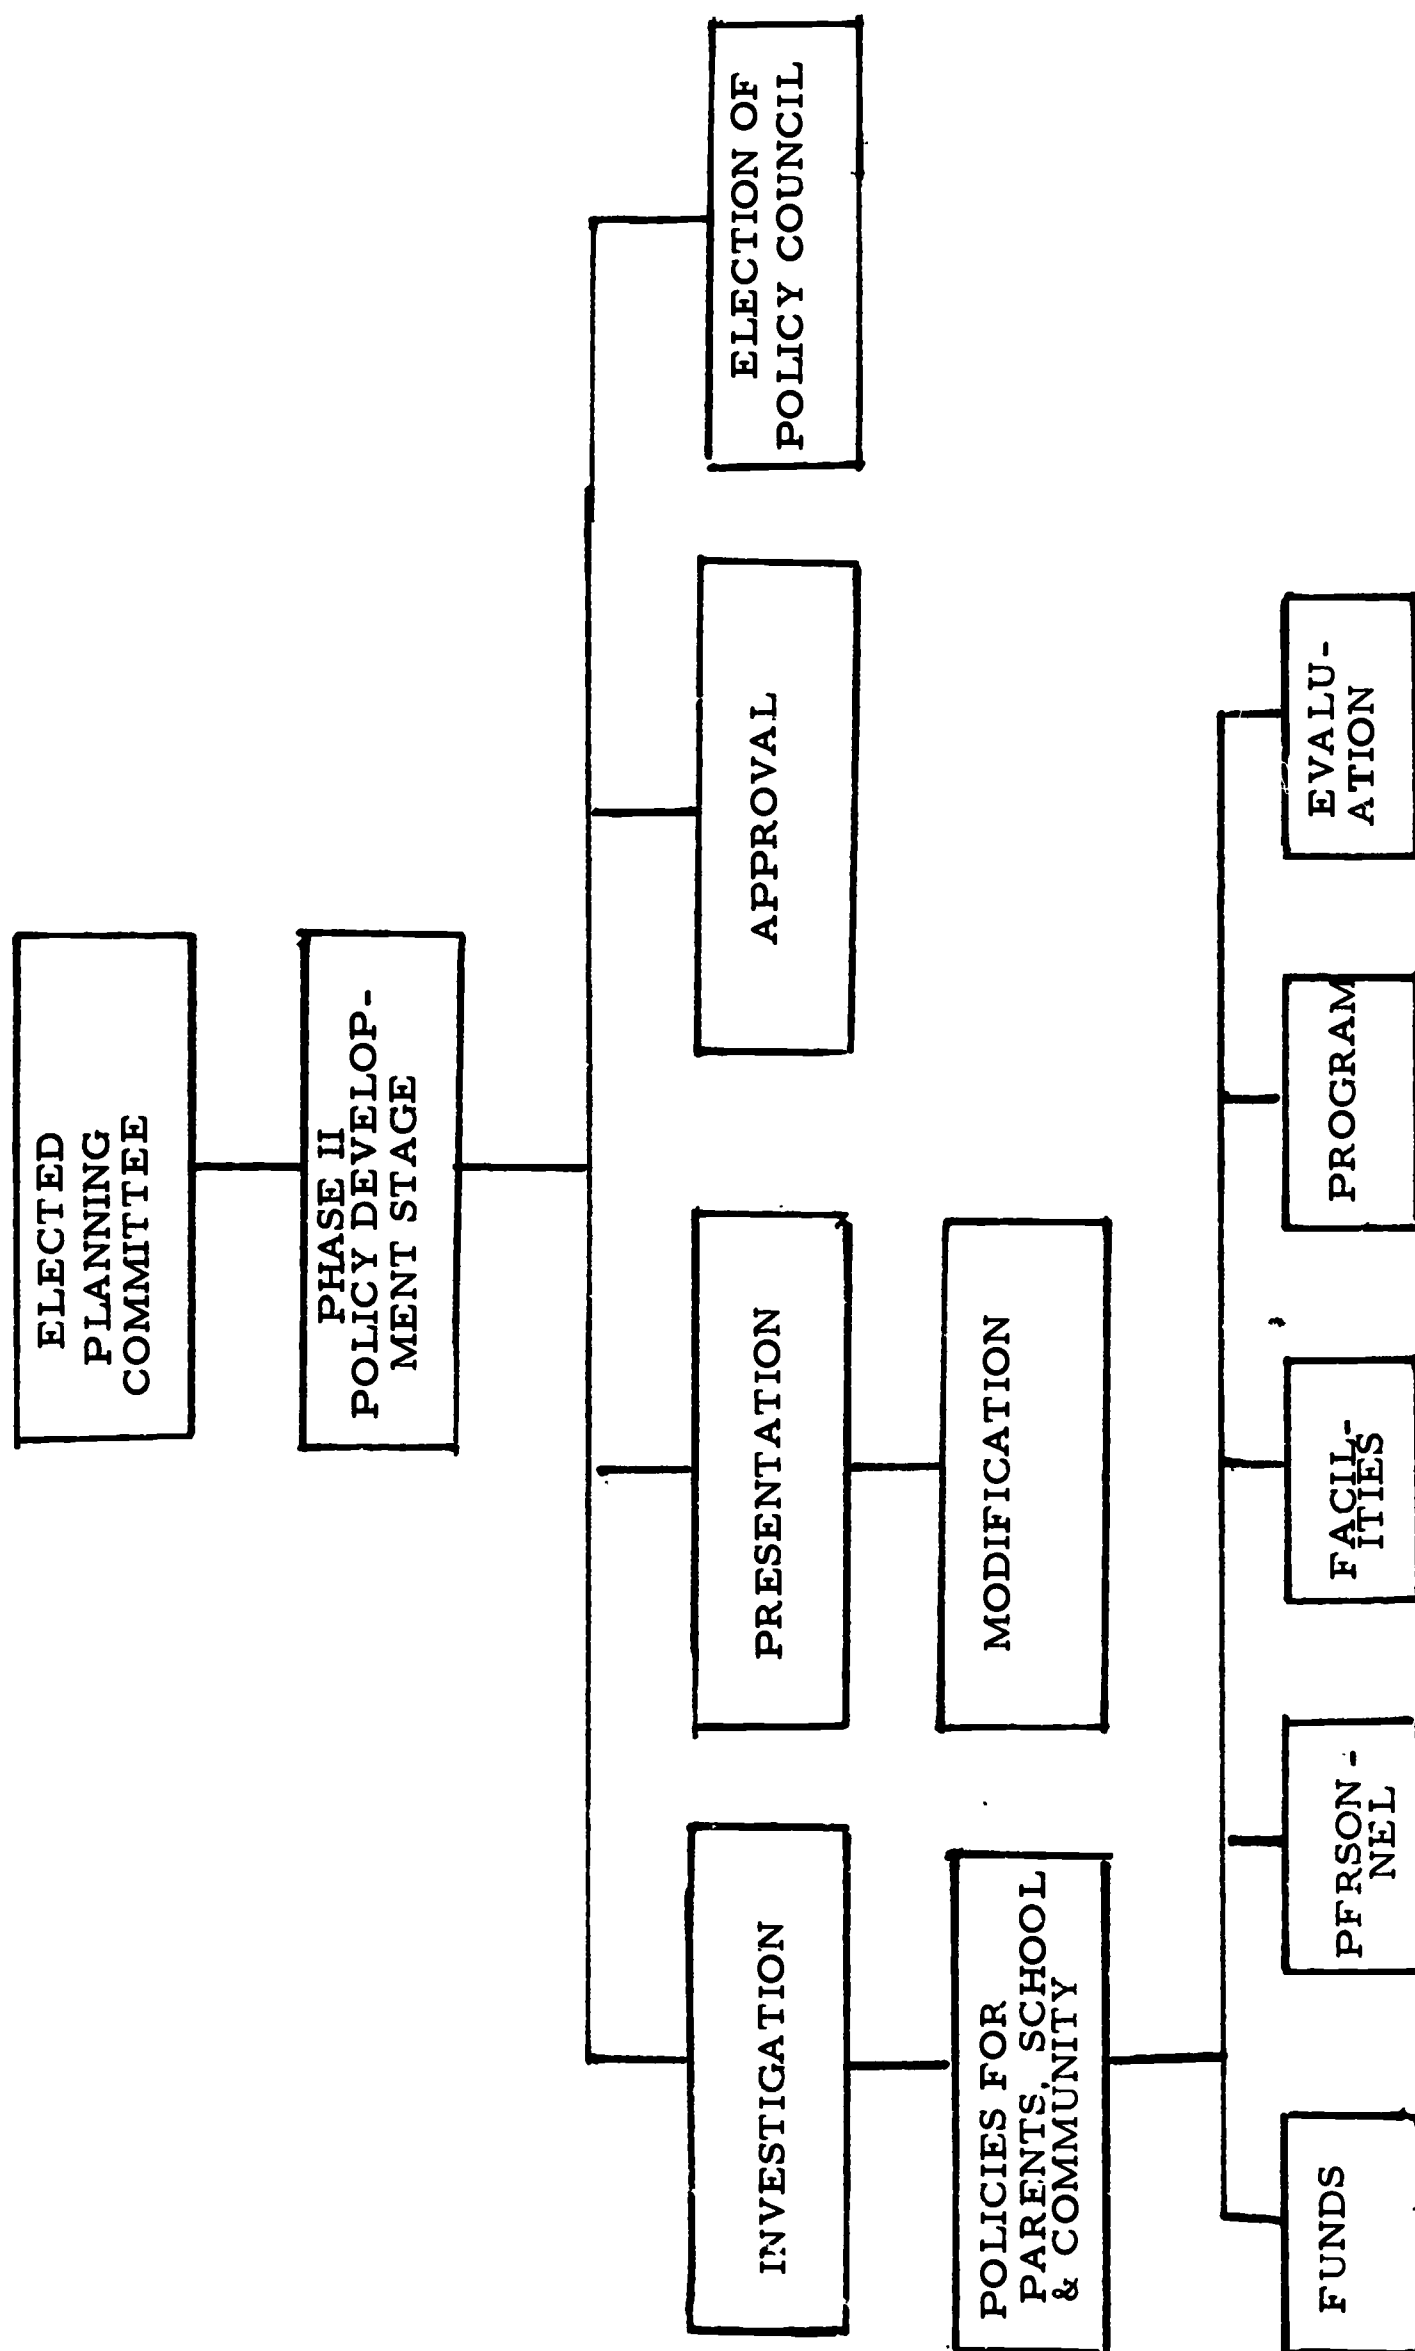 ELECTED
PLANNING
COMMITTEE
PHASE II
POLICY DEVELOP-
MENT STAGE
INVESTIGATION
PRESENTATION
APPROVAL
ELECTION OF
POLICY COUNCIL
POLICIES FOR
PARENTS, SCHOOL
& COMMUNITY
MODIFICATION
FUNDS
PFRSON-
NEL
FACIL-
ITIES
PROGRAM
EVALU-
ATION